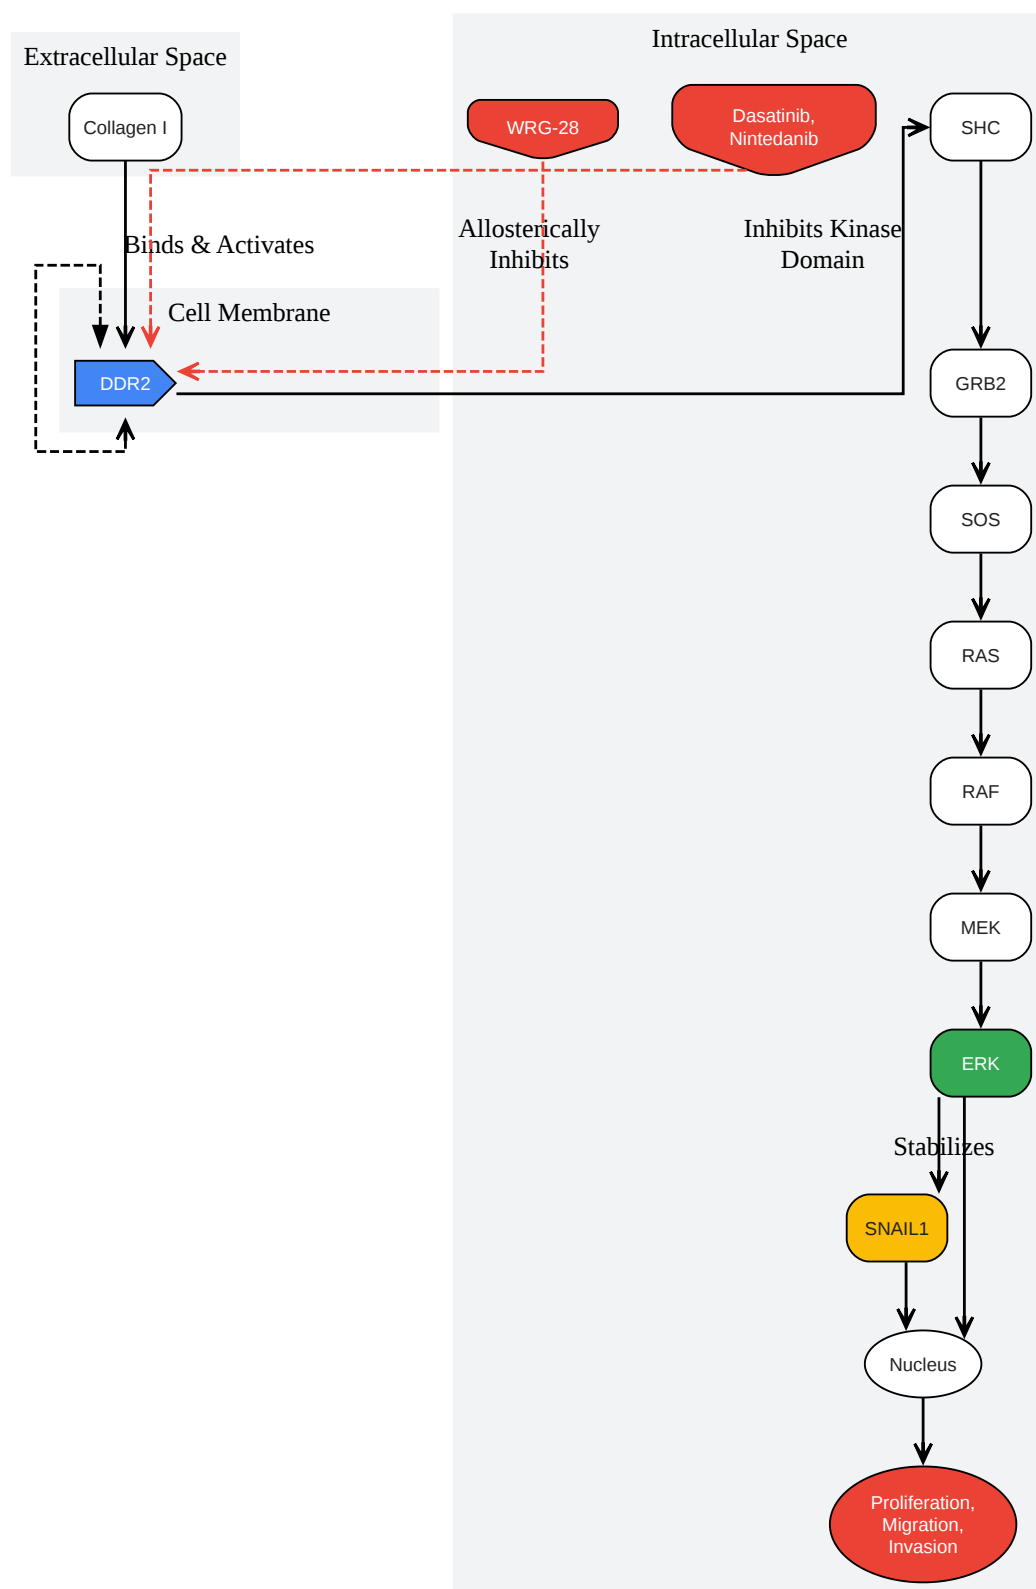 Extracellular Space
Intracellular Space
Collagen I
WRG-28
Dasatinib,
Nintedanib
SHC
Binds & Activates
Allosterically
Inhibits
Inhibits Kinase
Domain
Cell Membrane
DDR2
GRB2
SOS
RAS
RAF
MEK
ERK
Stabilizes
SNAIL1
Nucleus
Proliferation,
Migration,
Invasion